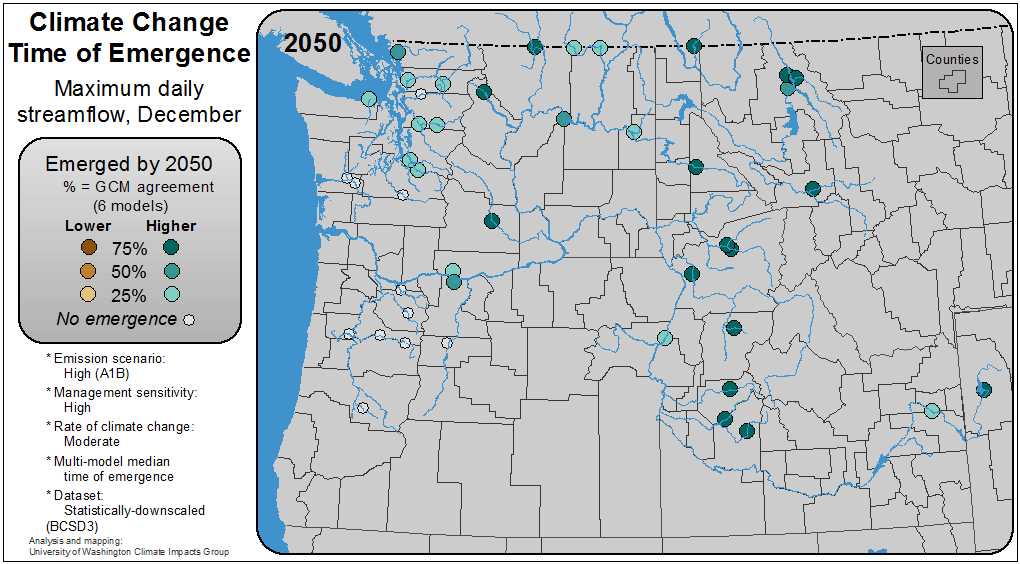 Climate Change
Time of Emergence
Maximum daily
streamflow, December
Emerged by 2050
% = GCM agreement
(6 models)
Lower Higher
75%
50%
25%
No emergence
* Emission scenario:
High (A1B)
* Management sensitivity:
High
* Rate of climate change:
Moderate
* Multi-model median
time of emergence
* Dataset:
Statistically-downscaled
(BCSD3)
Analysis and mapping:
University of Washington Climate Impacts Group
2050
Counties